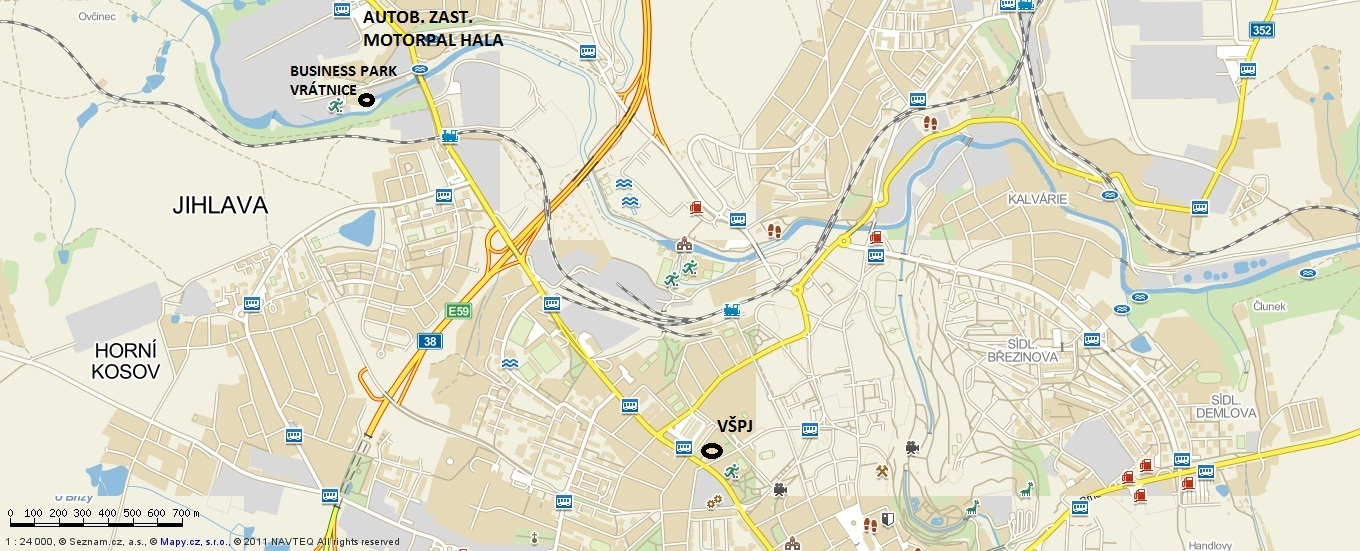 Ovčinec
AUTOB. ZAST.
MOTORPAL HALA
352
BUSINESS PARK
VRÁTNICE
JIHLAVA
KALVÁRIE
E59
38
Člunek
HORNÍ
KOSOV
SÍDL.
BŘEZINOVA
SÍDL.
DEMLOVA
VŠPJ
U Břízy
0 100 200 300 400 500 600 700 m
1 : 24 000, © Seznam.cz, a.s., © Mapy.cz, s.r.o., © 2011 NAVTEQ All rights reserved
Handlovy